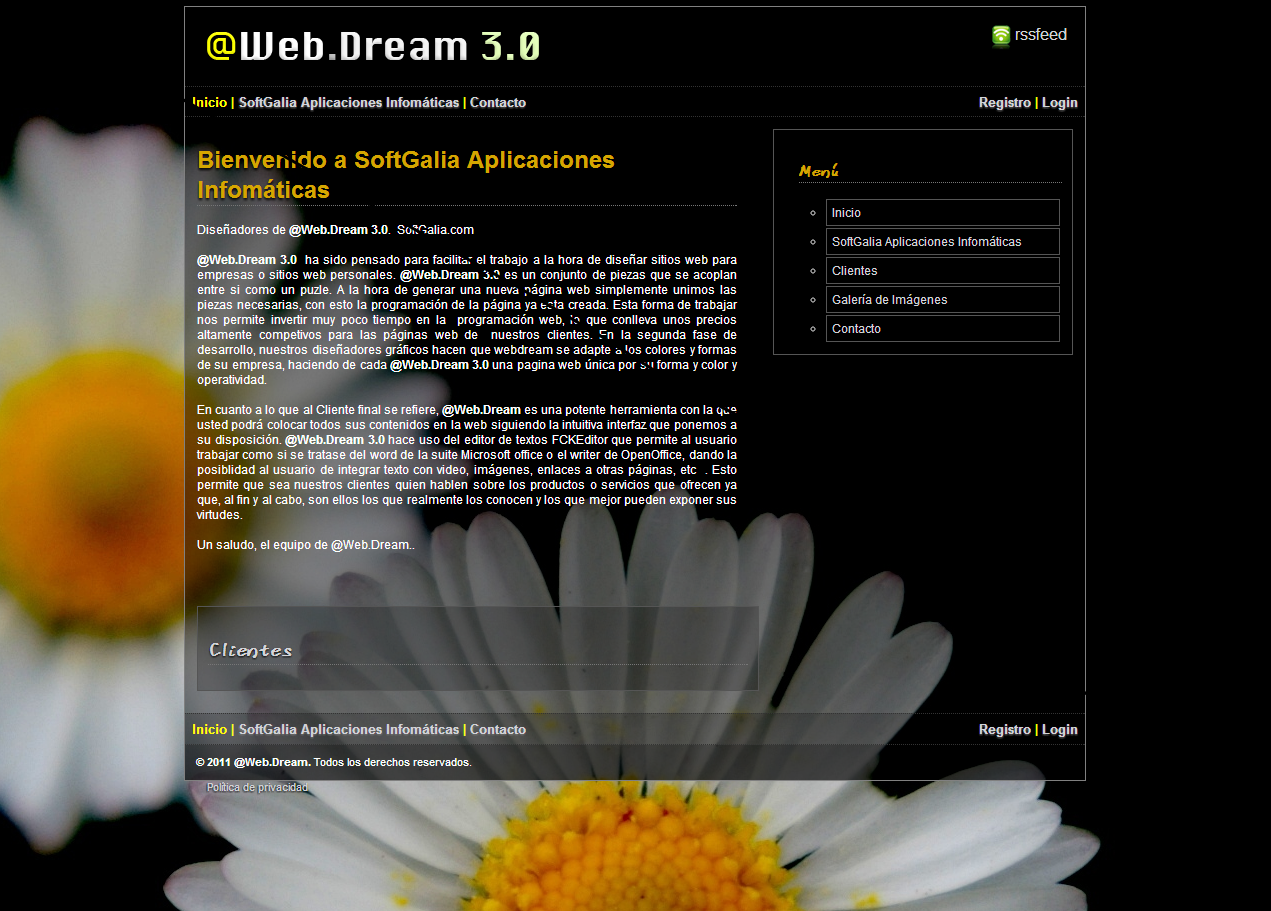 @Web.Dream 3.0
rssfeed
Inicio | SoftGalia Aplicaciones Infomáticas | Contacto
Registro | Login
Bienvenido a SoftGalia Aplicaciones
Infomáticas
Diseñadores de @Web.Dream 3.0. SoftGalia.com
@Web.Dream 3.0 ha sido pensado para facilitar el trabajo a la hora de diseñar sitios web para
empresas o sitios web personales. @Web.Dream 3.0 es un conjunto de piezas que se acoplan
entre si como un puzle. A la hora de generar una nueva página web simplemente unimos las
piezas necesarias, con esto la programación de la página ya esta creada. Esta forma de trabajar
nos permite invertir muy poco tiempo en la programación web, lo que conlleva unos precios
altamente competivos para las páginas web de nuestros clientes. En la segunda fase de
desarrollo, nuestros diseñadores gráficos hacen que webdream se adapte a los colores y formas
de su empresa, haciendo de cada @Web.Dream 3.0 una pagina web única por su forma y color y
operatividad.
En cuanto a lo que al Cliente final se refiere, @Web.Dream es una potente herramienta con la que
usted podrá colocar todos sus contenidos en la web siguiendo la intuitiva interfaz que ponemos a
su disposición. @Web.Dream 3.0 hace uso del editor de textos FCKEditor que permite al usuario
trabajar como si se tratase del word de la suite Microsoft office o el writer de OpenOffice, dando la
posiblidad al usuario de integrar texto con video, imágenes, enlaces a otras páginas, etc . Esto
permite que sea nuestros clientes quien hablen sobre los productos o servicios que ofrecen ya
que, al fin y al cabo, son ellos los que realmente los conocen y los que mejor pueden exponer sus
virtudes.
Un saludo, el equipo de @Web.Dream..
Menú
Inicio
SoftGalia Aplicaciones Infomáticas
Clientes
Galería de Imágenes
Contacto
Clientes
Inicio | SoftGalia Aplicaciones Infomáticas | Contacto
Registro | Login
© 2011 @Web.Dream. Todos los derechos reservados.
Política de privacidad